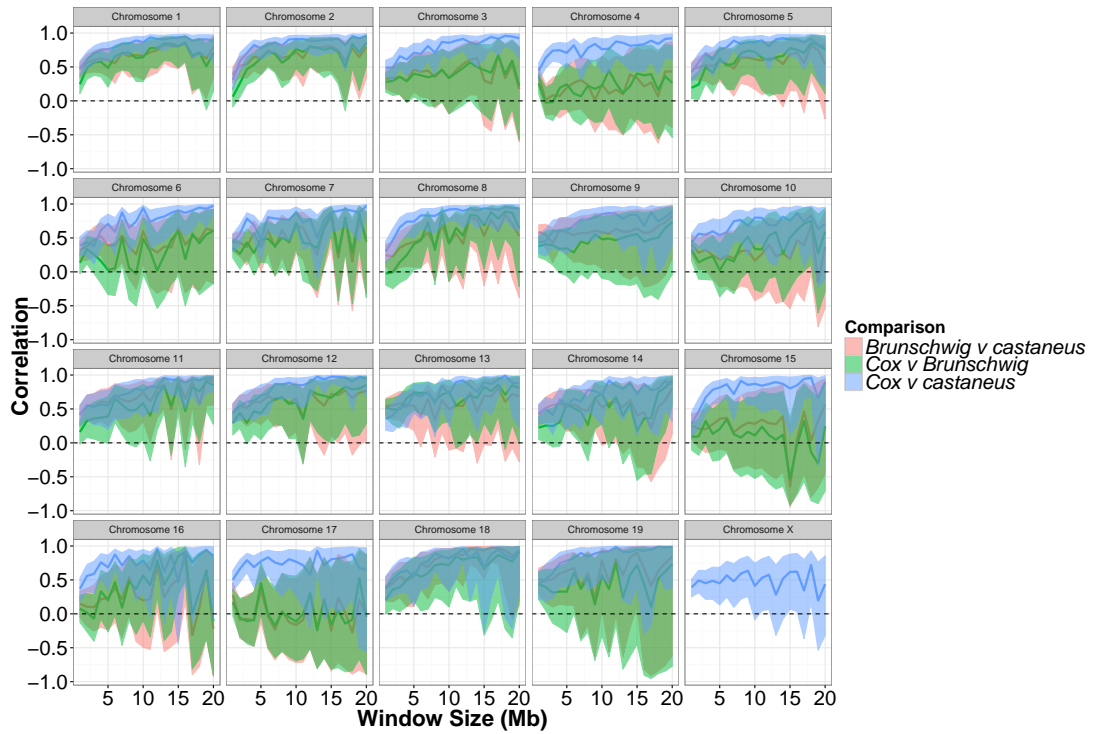 Chromosome 1 Chromosome 2 Chromosome 3 Chromosome 4 Chromosome 5
1.0
0.5
0.0
−0.5
−1.0
Chromosome 6 Chromosome 7 Chromosome 8 Chromosome 9 Chromosome 10
1.0
0.5
0.0
−0.5
−1.0
Chromosome 11 Chromosome 12 Chromosome 13 Chromosome 14 Chromosome 15
1.0
0.5
0.0
−0.5
−1.0
Chromosome 16 Chromosome 17 Chromosome 18 Chromosome 19 Chromosome X
1.0
0.5
0.0
−0.5
−1.0
5 10 15 20 5 10 15 20 5 10 15 20 5 10 15 20 5 10 15 20
Window Size (Mb)
Correlation
Comparison
Brunschwig v castaneus
Cox v Brunschwig
Cox v castaneus